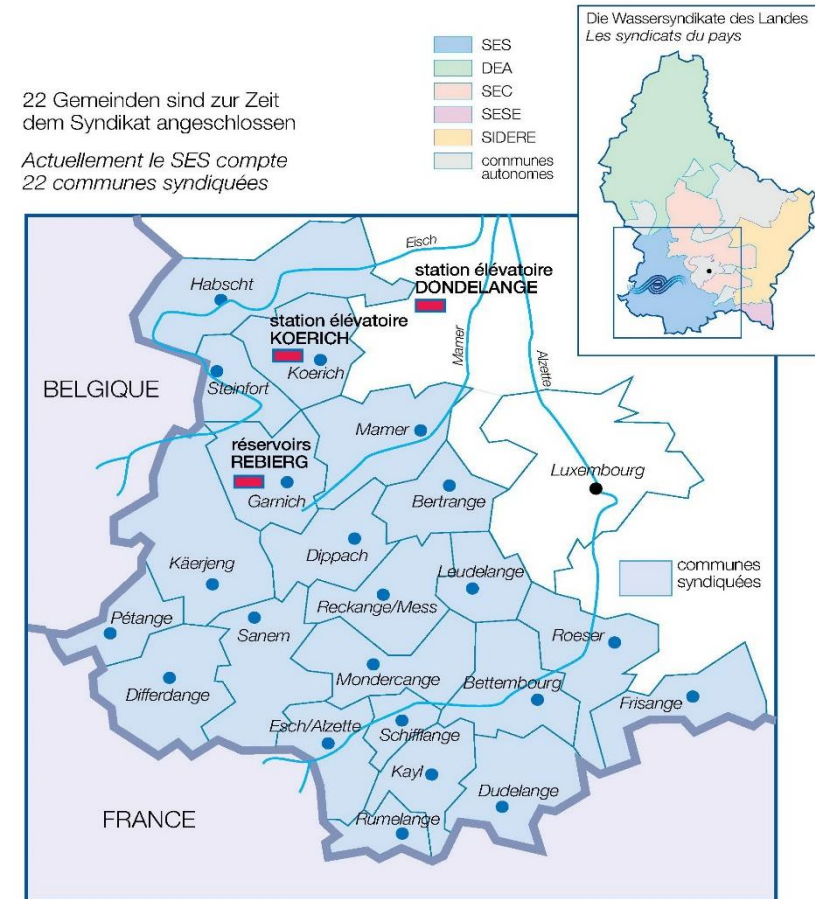 Die Wassersyndikate des Landes
Les syndicats du pays
SES
DEA
SEC
SESE
SIDERE
communes
autonomes
22 Gemeinden sind zur Zeit
dem Syndikat angeschlossen
Actuellement le SES compte
22 communes syndiquées
Eisch
Habscht
station élévatoire
DONDELANGE
station élévatoire
KOERICH
Koerich
Mamer
Alzette
Steinfort
BELGIQUE
Mamer
réservoirs
REBIERG
Garnich
Luxembourg
Bertrange
Dippach
communes
syndiquées
Käerjeng
Leudelange
Reckange/Mess
Pétange
Sanem
Roeser
Mondercange
Differdange
Bettembourg
Frisange
Esch/Alzette
Schifflange
Kayl
Dudelange
FRANCE
Rumelange